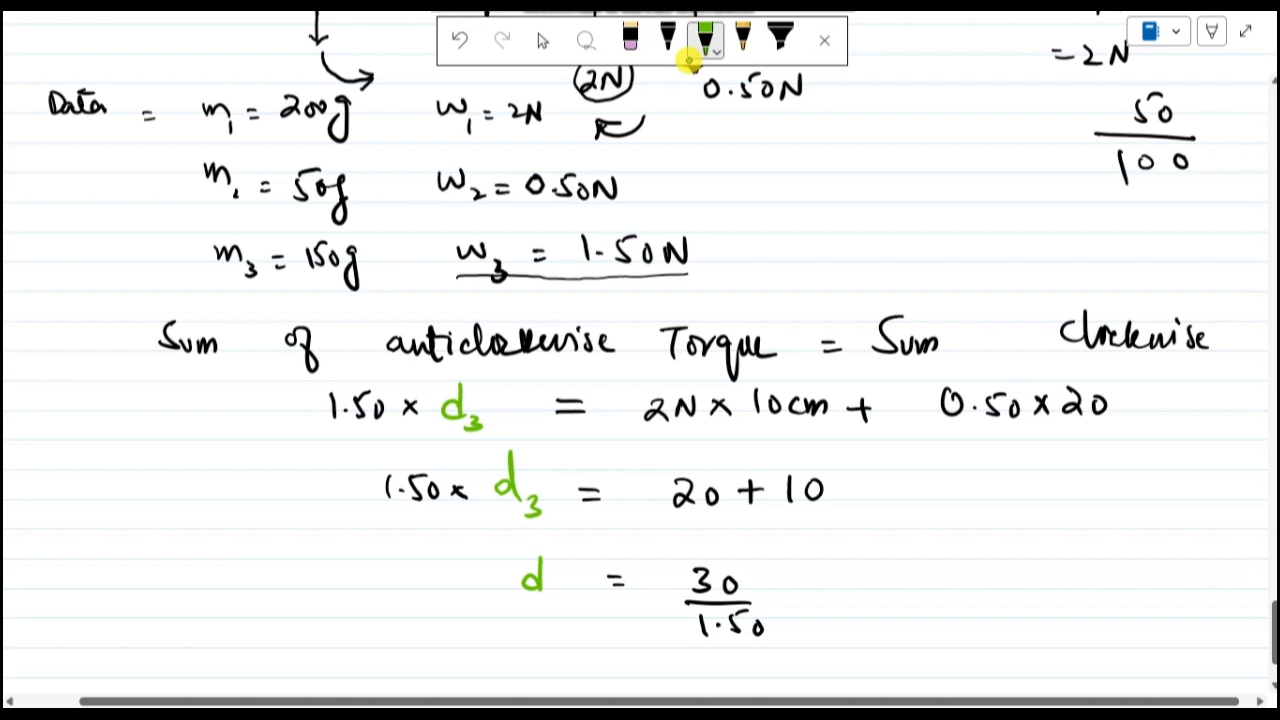 = 2N
(2N) 0.50N
Data = m1 = 200g w1 = 2N
50
100
m2 = 50g w2 = 0.50N
m3 = 150g w3 = 1.50N
Sum of anticlockwise Torque = Sum Clockwise
1.50 × d3 = 2N × 10cm + 0.50 × 20
1.50 × d3 = 20 + 10
d = 30
1.50